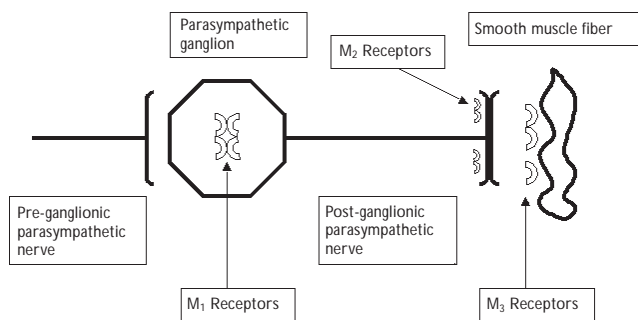 Parasympathetic
ganglion
Smooth muscle fiber
M₂ Receptors
Pre-ganglionic
parasympathetic
nerve
Post-ganglionic
parasympathetic
nerve
M₁ Receptors
M₃ Receptors